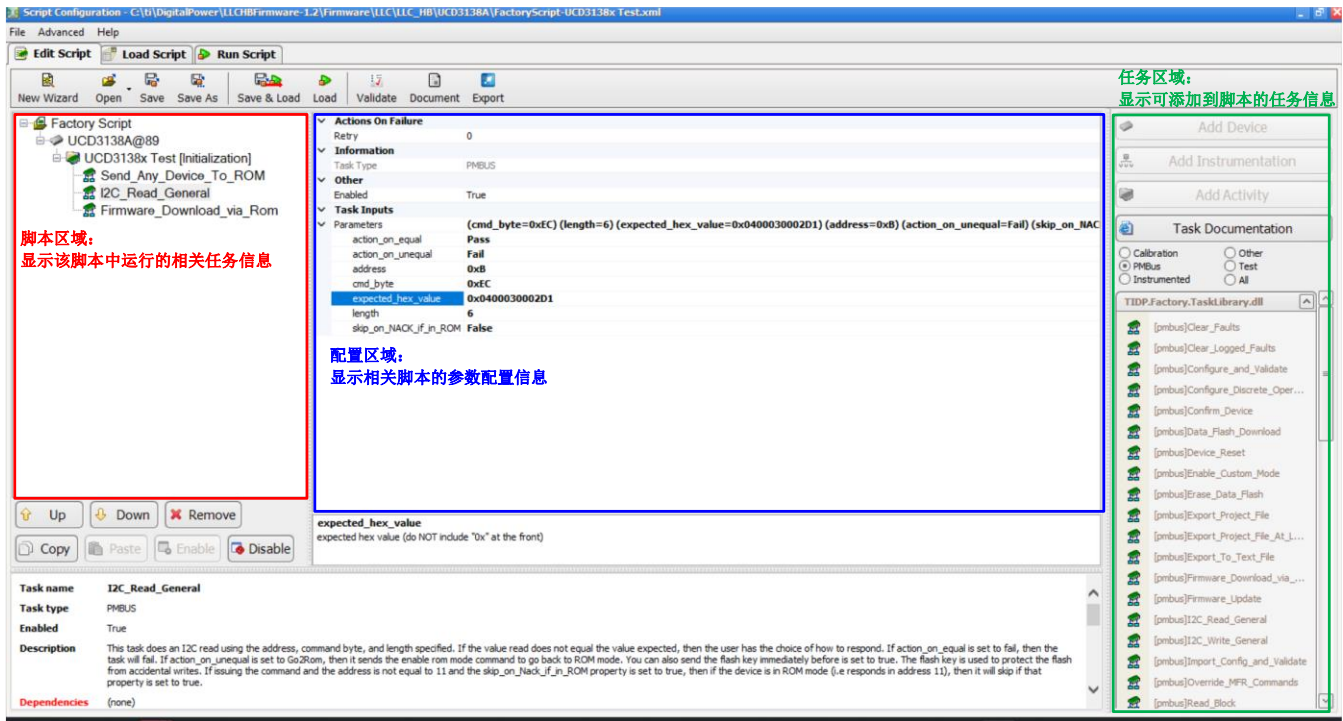 Script Configuration - C:\ti\DigitalPower\LLCHBFirmware-1.2\Firmware\LLC\LLC_HB\UCD3138A\FactoryScript-UCD3138x Test.xml
File Advanced Help
Edit Script Load Script Run Script
New Wizard Open Save Save As Save & Load Load Validate Document Export
任务区域：
显示可添加到脚本的任务信息
Factory Script
UCD3138A@89
UCD3138x Test [Initialization]
Send_Any_Device_To_ROM
I2C_Read_General
Firmware_Download_via_Rom
脚本区域：
显示该脚本中运行的相关任务信息
Up Down Remove
Copy Paste Enable Disable
Actions On Failure
Retry 0
Information
Task Type PMBUS
Other
Enabled True
Task Inputs
Parameters (cmd_byte=0xEC) (length=6) (expected_hex_value=0x0400030002D1) (address=0xB) (action_on_unequal=Fail) (skip_on_NAC
action_on_equal Pass
action_on_unequal Fail
address 0xB
cmd_byte 0xEC
expected_hex_value 0x0400030002D1
length 6
skip_on_NACK_if_in_ROM False
配置区域：
显示相关脚本的参数配置信息
expected_hex_value
expected hex value (do NOT include "0x" at the front)
Add Device
Add Instrumentation
Add Activity
Task Documentation
Calibration Other
PMBus Test
Instrumented All
TIDP.Factory.TaskLibrary.dll
[pmbus]Clear_Faults
[pmbus]Clear_Logged_Faults
[pmbus]Configure_and_Validate
[pmbus]Configure_Discrete_Oper...
[pmbus]Confirm_Device
[pmbus]Data_Flash_Download
[pmbus]Device_Reset
[pmbus]Enable_Custom_Mode
[pmbus]Erase_Data_Flash
[pmbus]Export_Project_File
[pmbus]Export_Project_File_At_L...
[pmbus]Export_To_Text_File
[pmbus]Firmware_Download_via_...
[pmbus]Firmware_Update
[pmbus]I2C_Read_General
[pmbus]I2C_Write_General
[pmbus]Import_Config_and_Validate
[pmbus]Override_MFR_Commands
[pmbus]Read_Block
Task name I2C_Read_General
Task type PMBUS
Enabled True
Description This task does an I2C read using the address, command byte, and length specified. If the value read does not equal the value expected, then the user has the choice of how to respond. If action_on_equal is set to fail, then the
task will fail. If action_on_unequal is set to Go2Rom, then it sends the enable rom mode command to go back to ROM mode. You can also send the flash key immediately before is set to true. The flash key is used to protect the flash
from accidental writes. If issuing the command and the address is not equal to 11 and the skip_on_Nack_if_in_ROM property is set to true, then if the device is in ROM mode (i.e responds in address 11), then it will skip if that
property is set to true.
Dependencies (none)